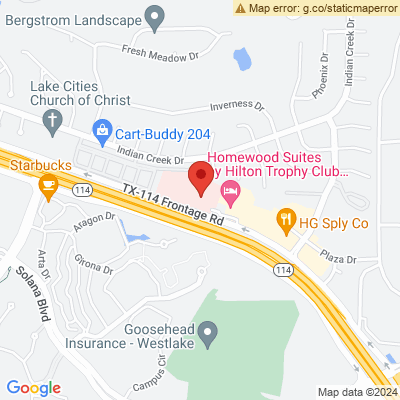 Map error: g.co/staticmaperror
Bergstrom Landscape
Fresh Meadow Dr
Phoenix Dr
Indian Creek Dr
Lake Cities
Church of Christ
Inverness Dr
Cart-Buddy 204
Indian Creek Dr
Homewood Suites
y Hilton Trophy Club...
Starbucks
114
TX-114 Frontage Rd
HG Sply Co
Aragon Dr
Plaza Dr
Girona Dr
Arta Dr
114
Solana Blvd
Goosehead
Insurance - Westlake
Campus Cir
Google
Map data ©2024